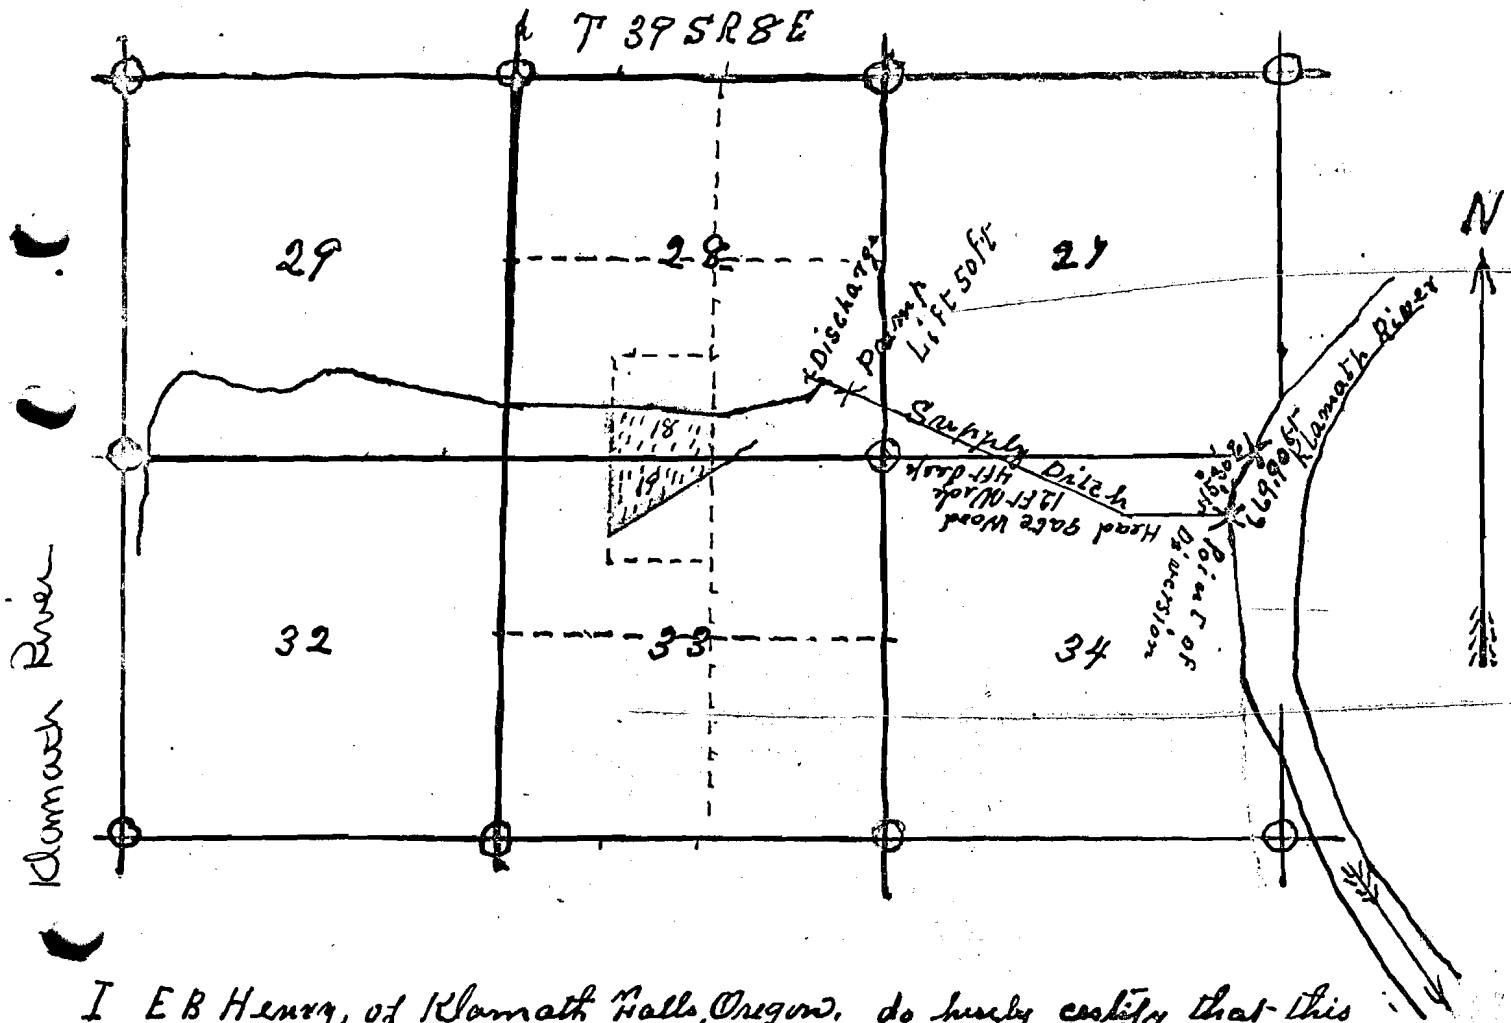 T 39 S R 8 E
29
28
27
N
Discharge
Pump
Lift 50 ft
Klamath River
18
19
Supply Ditch
Head gate Wood
12 Ft Wide
4 Ft deep
Point of
Diversion
32
33
34
Klamath River
I E B Henry, of Klamath Falls, Oregon, do hereby certify that this